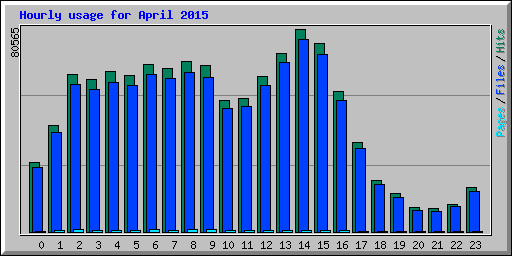 Hourly usage for April 2015
80565
Pages/Files/Hits
0 1 2 3 4 5 6 7 8 9 10 11 12 13 14 15 16 17 18 19 20 21 22 23